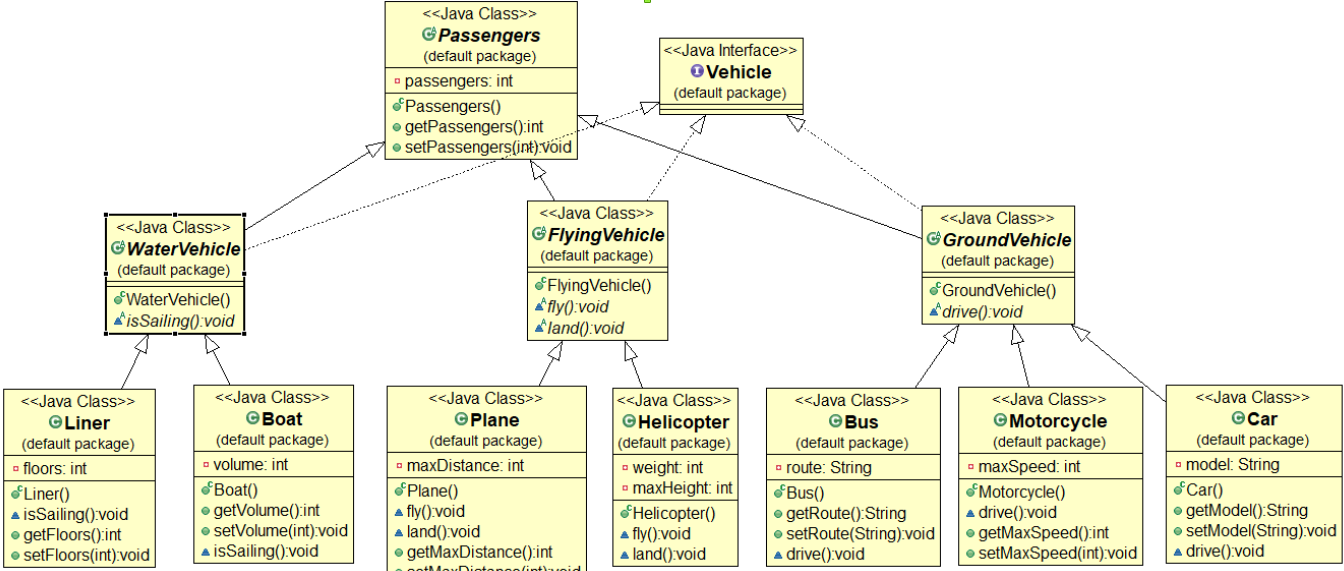 <<Java Class>>
Passengers
(default package)
passengers: int
Passengers()
getPassengers():int
setPassengers(int):void
<<Java Interface>>
Vehicle
(default package)
<<Java Class>>
WaterVehicle
(default package)
WaterVehicle()
isSailing():void
<<Java Class>>
FlyingVehicle
(default package)
FlyingVehicle()
fly():void
land():void
<<Java Class>>
GroundVehicle
(default package)
GroundVehicle()
drive():void
<<Java Class>>
Liner
(default package)
floors: int
Liner()
isSailing():void
getFloors():int
setFloors(int):void
<<Java Class>>
Boat
(default package)
volume: int
Boat()
getVolume():int
setVolume(int):void
isSailing():void
<<Java Class>>
Plane
(default package)
maxDistance: int
Plane()
fly():void
land():void
getMaxDistance():int
setMaxDistance(int):void
<<Java Class>>
Helicopter
(default package)
weight: int
maxHeight: int
Helicopter()
fly():void
land():void
<<Java Class>>
Bus
(default package)
route: String
Bus()
getRoute():String
setRoute(String):void
drive():void
<<Java Class>>
Motorcycle
(default package)
maxSpeed: int
Motorcycle()
drive():void
getMaxSpeed():int
setMaxSpeed(int):void
<<Java Class>>
Car
(default package)
model: String
Car()
getModel():String
setModel(String):void
drive():void